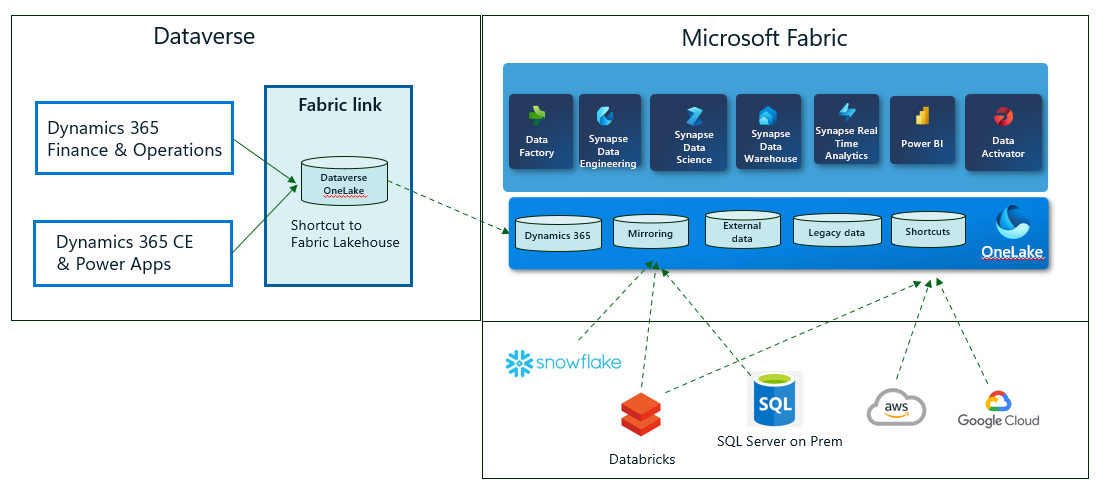 Dataverse
Dynamics 365
Finance & Operations
Dynamics 365 CE
& Power Apps
Fabric link
Dataverse
OneLake
Shortcut to
Fabric Lakehouse
Microsoft Fabric
Data
Factory
Synapse
Data
Engineering
Synapse
Data
Science
Synapse
Data
Warehouse
Synapse Real
Time
Analytics
Power BI
Data
Activator
Dynamics 365
Mirroring
External
data
Legacy data
Shortcuts
OneLake
snowflake
Databricks
SQL
SQL Server on Prem
aws
Google Cloud